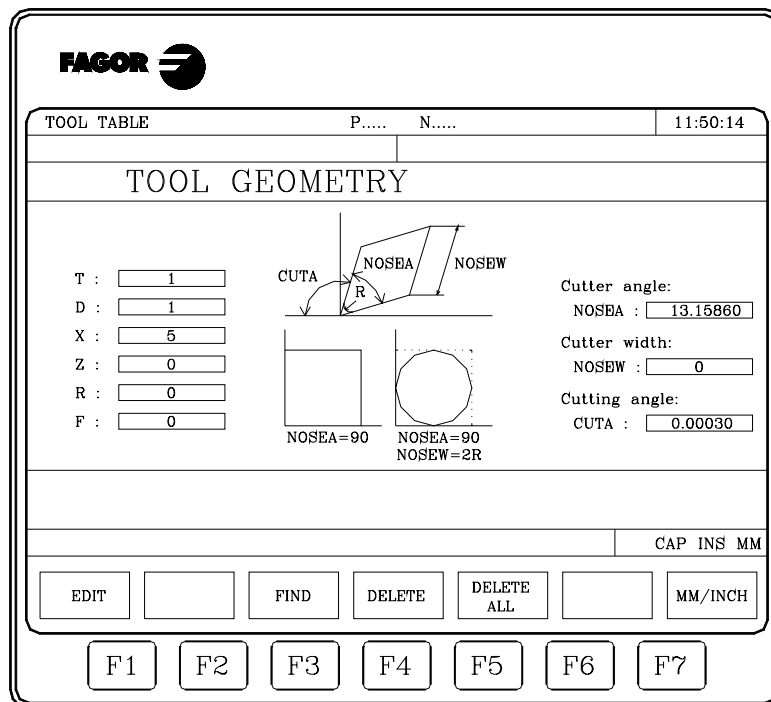 FAGOR
TOOL TABLE P..... N..... 11:50:14
TOOL GEOMETRY
T : 1
D : 1
X : 5
Z : 0
R : 0
F : 0
CUTA
NOSEA
NOSEW
R
NOSEA=90
NOSEA=90
NOSEW=2R
Cutter angle:
NOSEA : 13.15860
Cutter width:
NOSEW : 0
Cutting angle:
CUTA : 0.00030
CAP INS MM
EDIT FIND DELETE DELETE ALL MM/INCH
F1 F2 F3 F4 F5 F6 F7